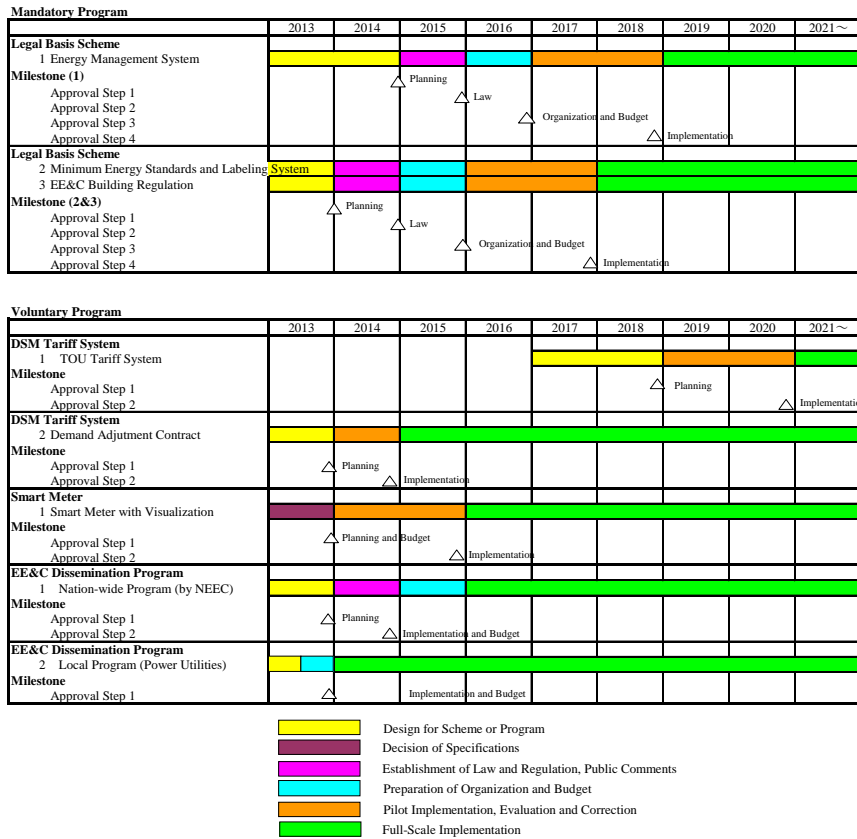 Mandatory Program
2013 2014 2015 2016 2017 2018 2019 2020 2021～
Legal Basis Scheme
1 Energy Management System
Milestone (1)
Planning
Approval Step 1
Law
Approval Step 2
Organization and Budget
Approval Step 3
Implementation
Approval Step 4
Legal Basis Scheme
2 Minimum Energy Standards and Labeling System
3 EE&C Building Regulation
Milestone (2&3)
Planning
Approval Step 1
Law
Approval Step 2
Organization and Budget
Approval Step 3
Implementation
Approval Step 4
Voluntary Program
2013 2014 2015 2016 2017 2018 2019 2020 2021～
DSM Tariff System
1 TOU Tariff System
Milestone
Approval Step 1 Planning
Approval Step 2 Implementation
DSM Tariff System
2 Demand Adjutment Contract
Milestone
Approval Step 1 Planning
Approval Step 2 Implementation
Smart Meter
1 Smart Meter with Visualization
Milestone
Approval Step 1 Planning and Budget
Approval Step 2 Implementation
EE&C Dissemination Program
1 Nation-wide Program (by NEEC)
Milestone
Approval Step 1 Planning
Approval Step 2 Implementation and Budget
EE&C Dissemination Program
2 Local Program (Power Utilities)
Milestone
Approval Step 1 Implementation and Budget
Design for Scheme or Program
Decision of Specifications
Establishment of Law and Regulation, Public Comments
Preparation of Organization and Budget
Pilot Implementation, Evaluation and Correction
Full-Scale Implementation